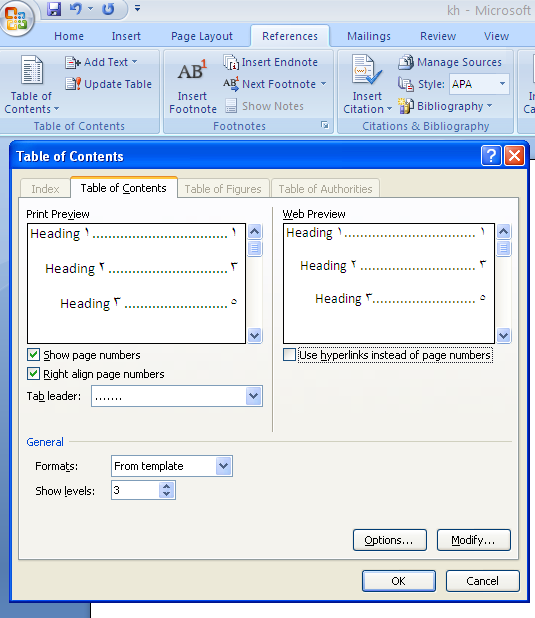 kh - Microsoft
Home Insert Page Layout References Mailings Review View
Table of Contents
Add Text
Update Table
Table of Contents
AB1
Insert Footnote
Insert Endnote
AB1 Next Footnote
Show Notes
Footnotes
Insert Citation
Manage Sources
Style: APA
Bibliography
Citations & Bibliography
In
Ca
Table of Contents
Index Table of Contents Table of Figures Table of Authorities
Print Preview
Heading ١ ........................ ١
Heading ٢ ........................ ٣
Heading ٣ ........................ ٥
Web Preview
Heading ١ ........................ ١
Heading ٢ ........................ ٣
Heading ٣ ........................ ٥
Show page numbers
Right align page numbers
Tab leader: .......
Use hyperlinks instead of page numbers
General
Formats: From template
Show levels: 3
Options... Modify...
OK Cancel